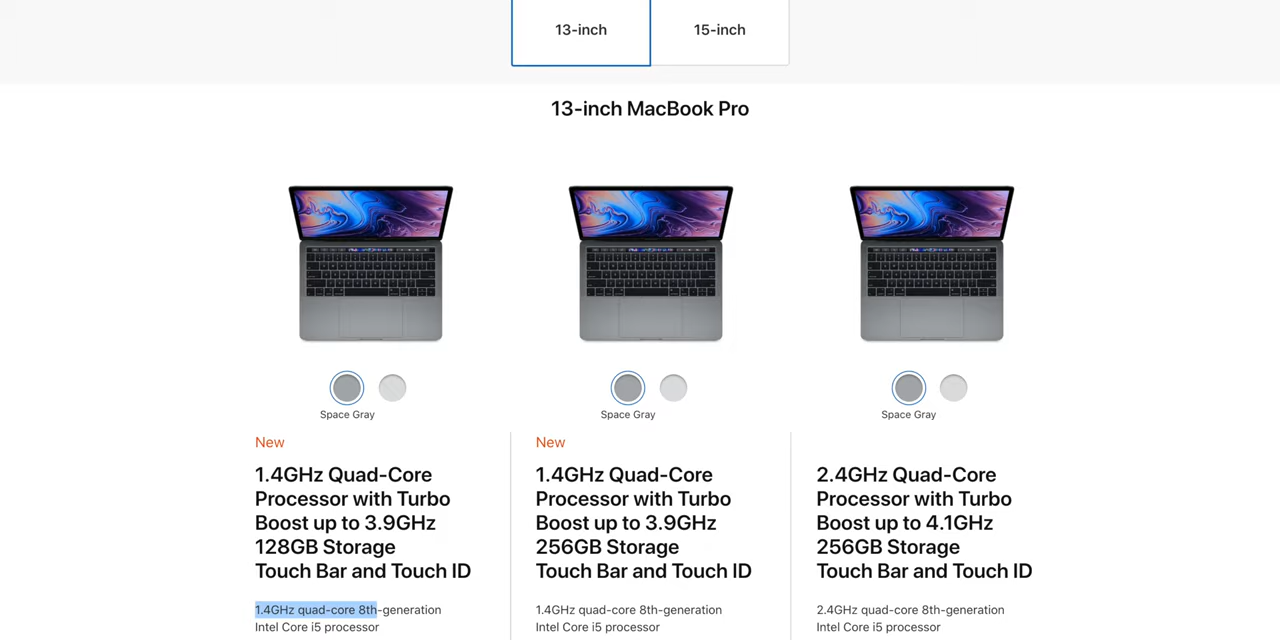 13-inch
15-inch
13-inch MacBook Pro
Space Gray
Space Gray
Space Gray
New
1.4GHz Quad-Core
Processor with Turbo
Boost up to 3.9GHz
128GB Storage
Touch Bar and Touch ID
1.4GHz quad-core 8th-generation
Intel Core i5 processor
New
1.4GHz Quad-Core
Processor with Turbo
Boost up to 3.9GHz
256GB Storage
Touch Bar and Touch ID
1.4GHz quad-core 8th-generation
Intel Core i5 processor
2.4GHz Quad-Core
Processor with Turbo
Boost up to 4.1GHz
256GB Storage
Touch Bar and Touch ID
2.4GHz quad-core 8th-generation
Intel Core i5 processor